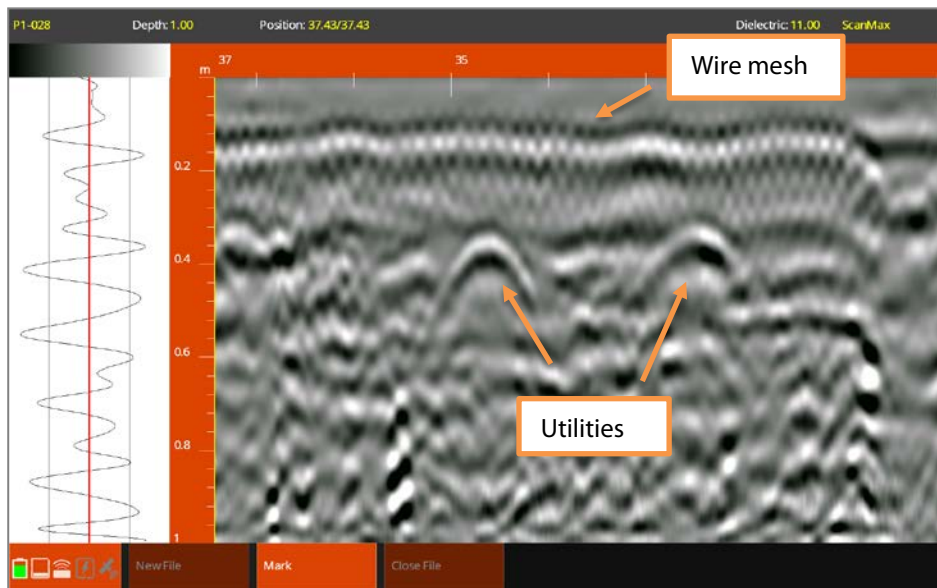 P1-028 Depth: 1.00 Position: 37.43/37.43 Dielectric: 11.00 ScanMax
37 35
m
Wire mesh
0.2
0.4
0.6
Utilities
0.8
1
New File Mark Close File